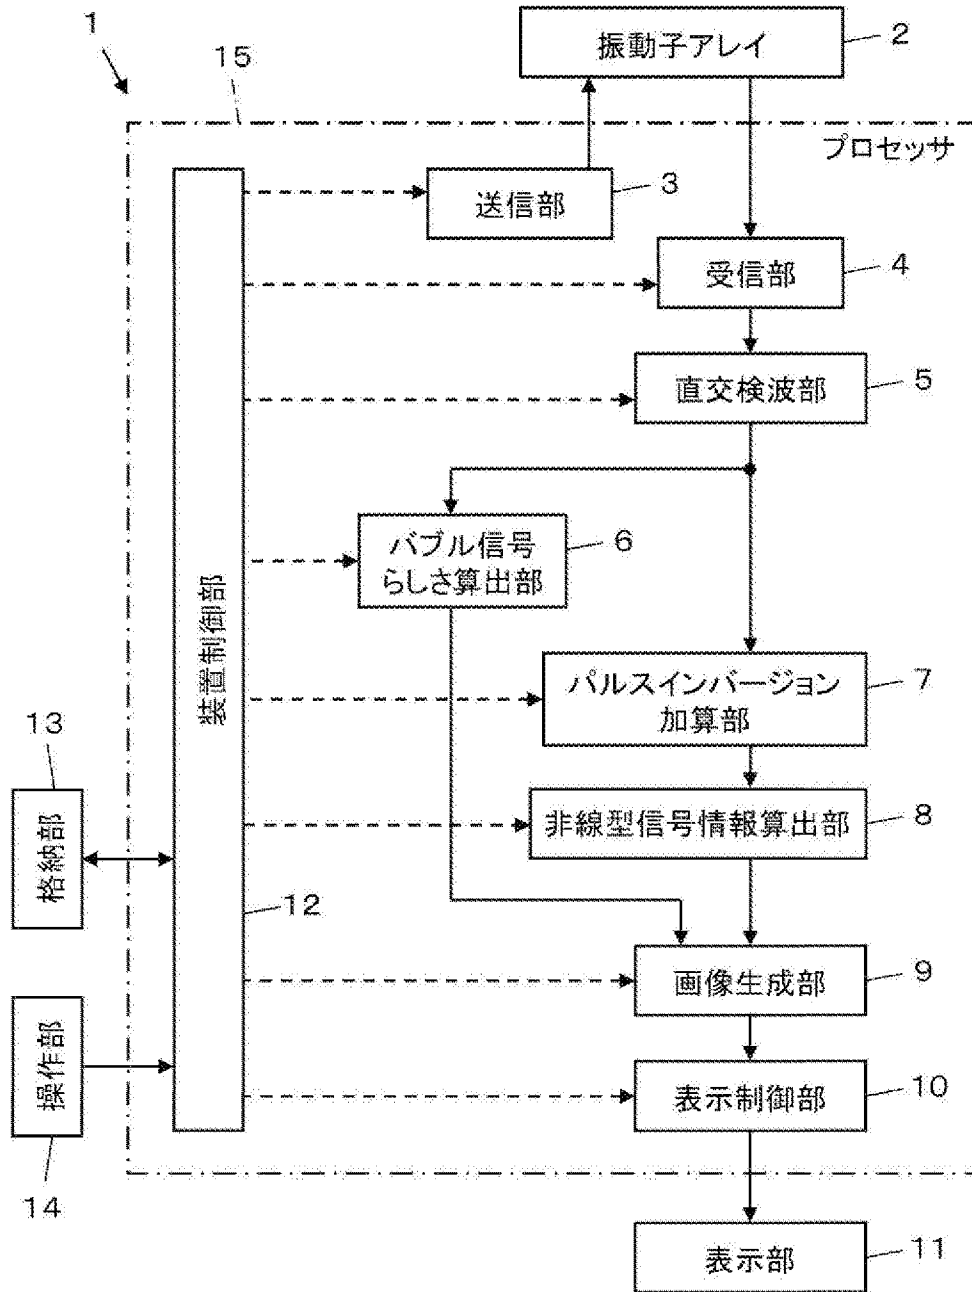 1
15
振動子アレイ
2
プロセッサ
送信部
3
受信部
4
直交検波部
5
バブル信号
らしさ算出部
6
装置制御部
パルスインバージョン
加算部
7
13
格納部
非線型信号情報算出部
8
12
画像生成部
9
操作部
14
表示制御部
10
表示部
11